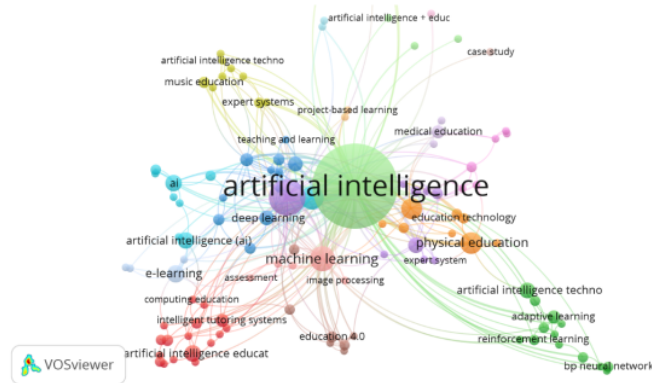 artificial intelligence + educ
case study
artificial intelligence techno
music education
expert systems
project-based learning
medical education
teaching and learning
ai
artificial intelligence
deep learning
education technology
artificial intelligence (ai)
physical education
machine learning
expert system
e-learning
assessment
image processing
artificial intelligence techno
computing education
adaptive learning
intelligent tutoring systems
education 4.0
reinforcement learning
artificial intelligence educat
bp neural network
VOSviewer